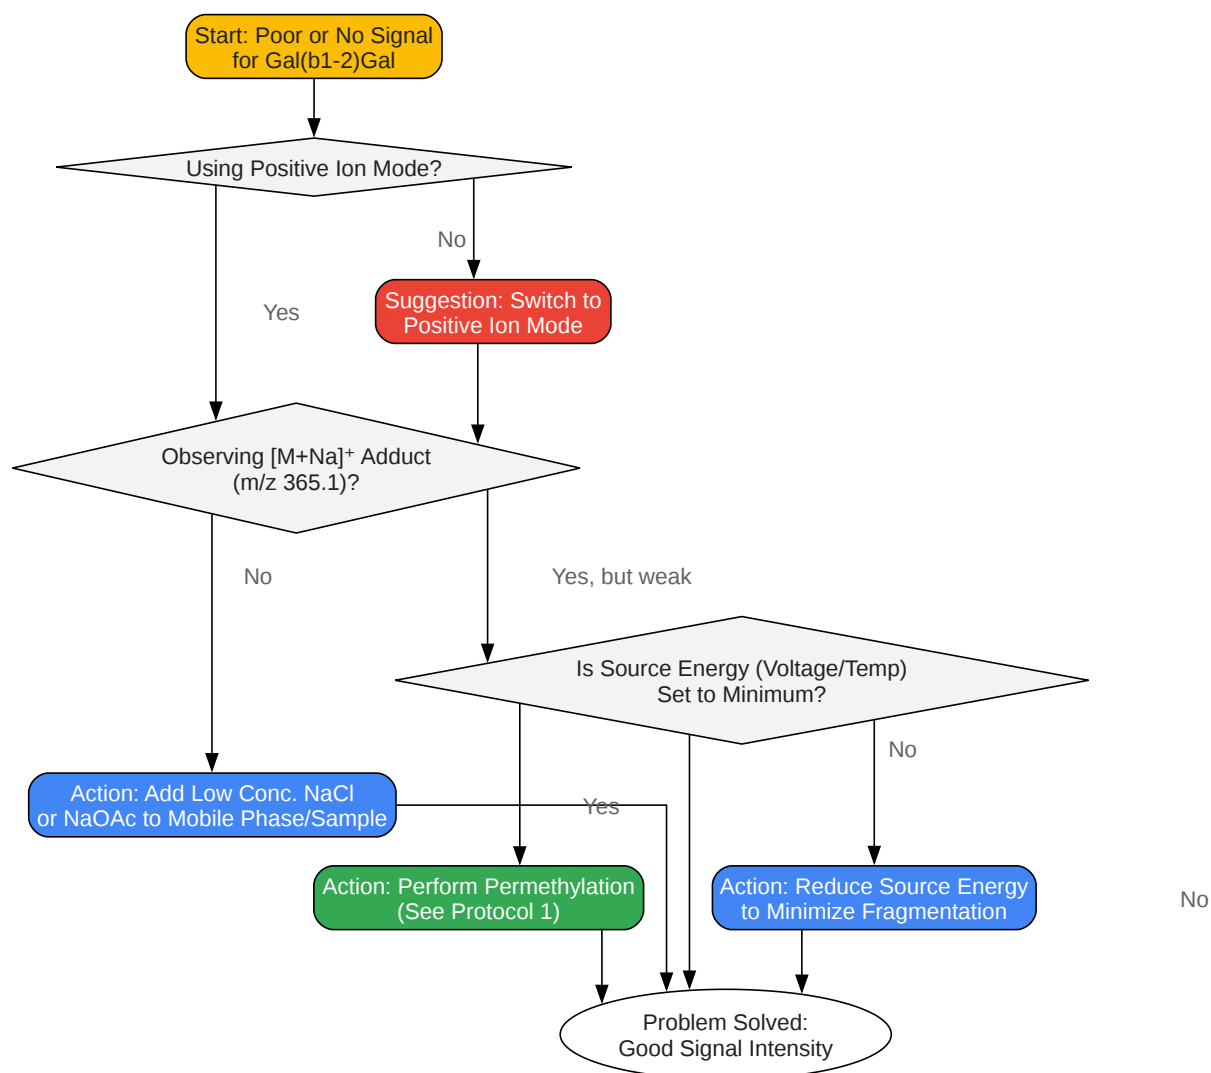 Start: Poor or No Signal
for Gal(b1-2)Gal
Using Positive Ion Mode?
No
Yes
Suggestion: Switch to
Positive Ion Mode
Observing [M+Na]⁺ Adduct
(m/z 365.1)?
No
Yes, but weak
Is Source Energy (Voltage/Temp)
Set to Minimum?
No
Action: Add Low Conc. NaCl
or NaOAc to Mobile Phase/Sample
Yes
Action: Perform Permethylation
(See Protocol 1)
Action: Reduce Source Energy
to Minimize Fragmentation
No
Problem Solved:
Good Signal Intensity